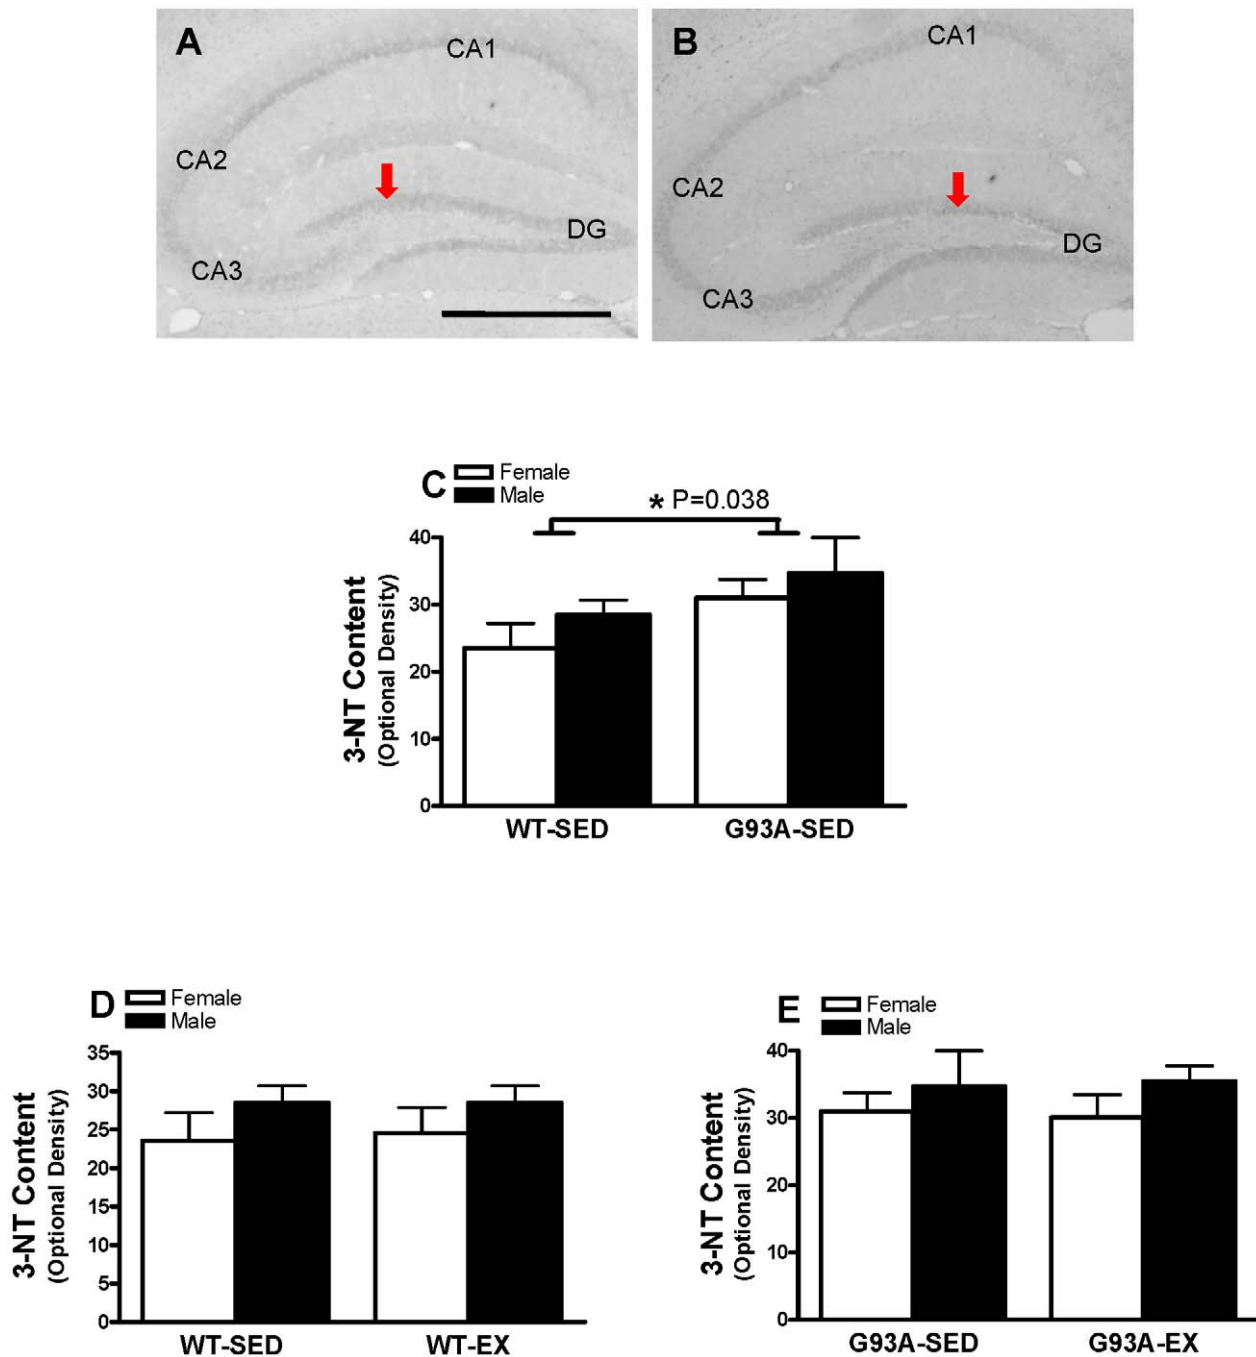 A
CA1
CA2
CA3
DG
B
CA1
CA2
CA3
DG
C
Female
Male
* P=0.038
40
30
20
10
0
3-NT Content
(Optional Density)
WT-SED
G93A-SED
D
Female
Male
35
30
25
20
15
10
5
0
3-NT Content
(Optional Density)
WT-SED
WT-EX
E
Female
Male
40
30
20
10
0
3-NT Content
(Optional Density)
G93A-SED
G93A-EX